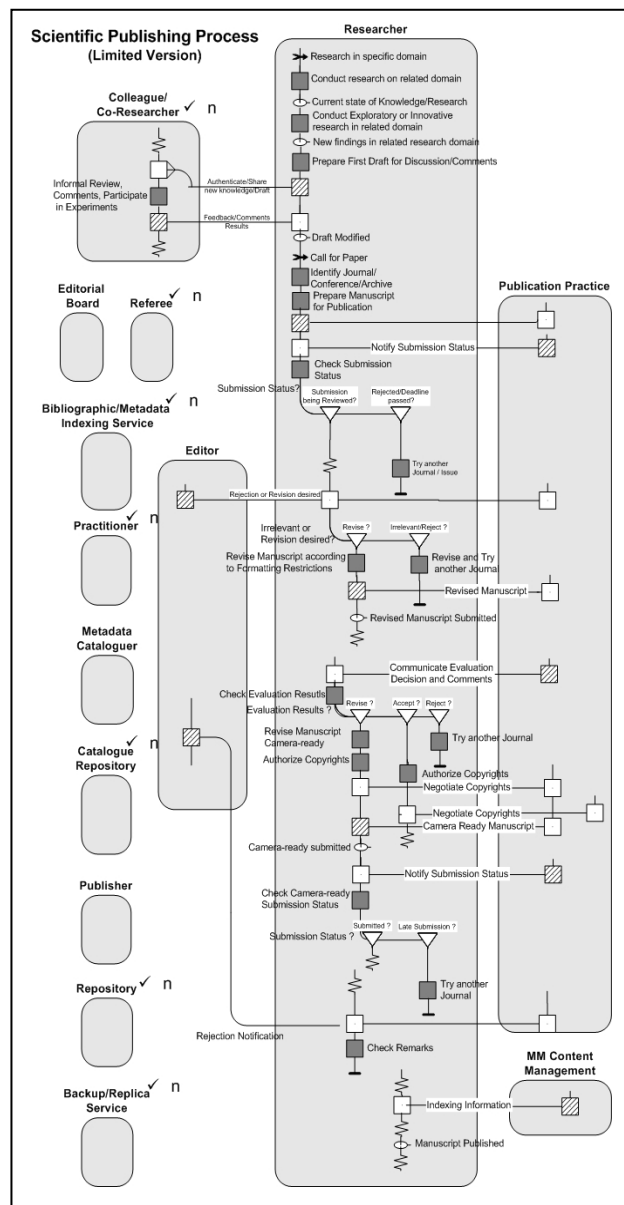 Scientific Publishing Process
(Limited Version)
Researcher
Research in specific domain
Conduct research on related domain
Current state of Knowledge/Research
Conduct Exploratory or Innovative
research in related domain
New findings in related research domain
Prepare First Draft for Discussion/Comments
Colleague/
Co-Researcher ✓ n
Informal Review,
Comments, Participate
in Experiments
Authenticate/Share
new knowledge/Draft
Feedback/Comments
Results
Draft Modified
Call for Paper
Identify Journal/
Conference/Archive
Prepare Manuscript
for Publication
Publication Practice
Editorial
Board
Referee ✓ n
Notify Submission Status
Check Submission
Status
Submission Status?
Submission
being Reviewed?
Rejected/Deadline
passed?
Try another
Journal / Issue
Bibliographic/Metadata ✓ n
Indexing Service
Editor
Rejection or Revision desired
Practitioner ✓ n
Irrelevant or
Revision desired?
Revise ?
Irrelevant/Reject ?
Revise Manuscript according
to Formatting Restrictions
Revise and Try
another Journal
Revised Manuscript
Revised Manuscript Submitted
Metadata
Cataloguer
Communicate Evaluation
Decision and Comments
Check Evaluation Resutls
Evaluation Results ?
Revise ?
Accept ?
Reject ?
Revise Manuscript
Camera-ready
Try another Journal
Catalogue ✓ n
Repository
Authorize Copyrights
Authorize Copyrights
Negotiate Copyrights
Negotiate Copyrights
Camera Ready Manuscript
Camera-ready submitted
Notify Submission Status
Publisher
Check Camera-ready
Submission Status
Submission Status ?
Submitted ?
Late Submission ?
Try another
Journal
Repository ✓ n
Rejection Notification
Check Remarks
MM Content
Management
Backup/Replica ✓ n
Service
Indexing Information
Manuscript Published